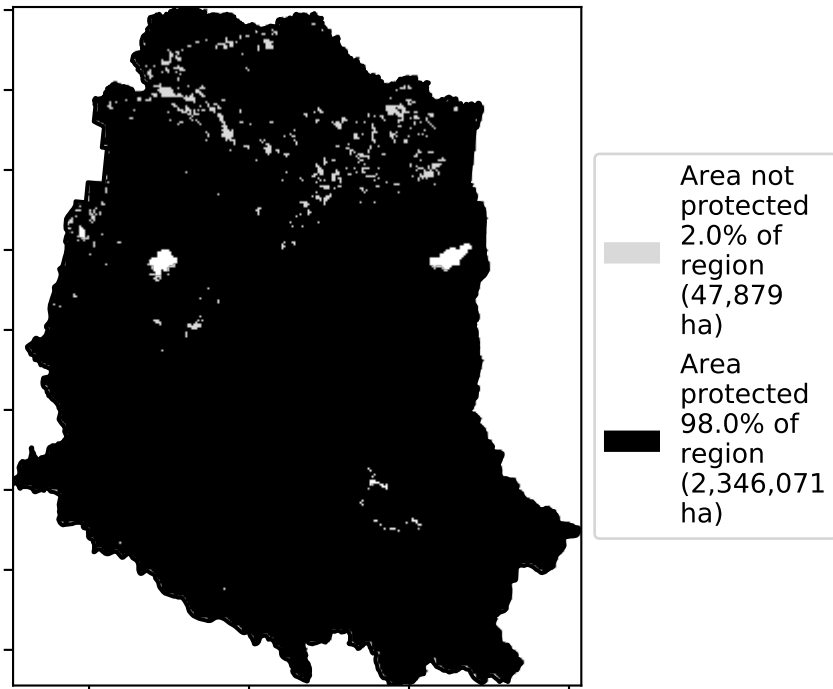 Area not
protected
2.0% of
region
(47,879
ha)
Area
protected
98.0% of
region
(2,346,071
ha)